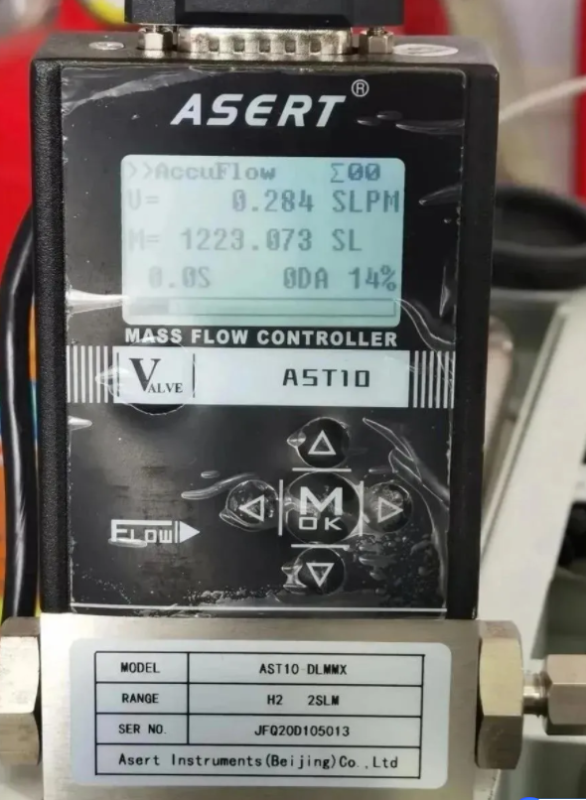 ASERT®
>>AccuFlow Σ00
U= 0.284 SLPM
M= 1223.073 SL
0.0S 0DA 14%
MASS FLOW CONTROLLER
VALVE AST10
M
OK
FLOW
MODEL AST10-DLMMX
RANGE H2 2SLM
SER NO. JFQ20D105013
Asert Instruments(Beijing)Co.,Ltd